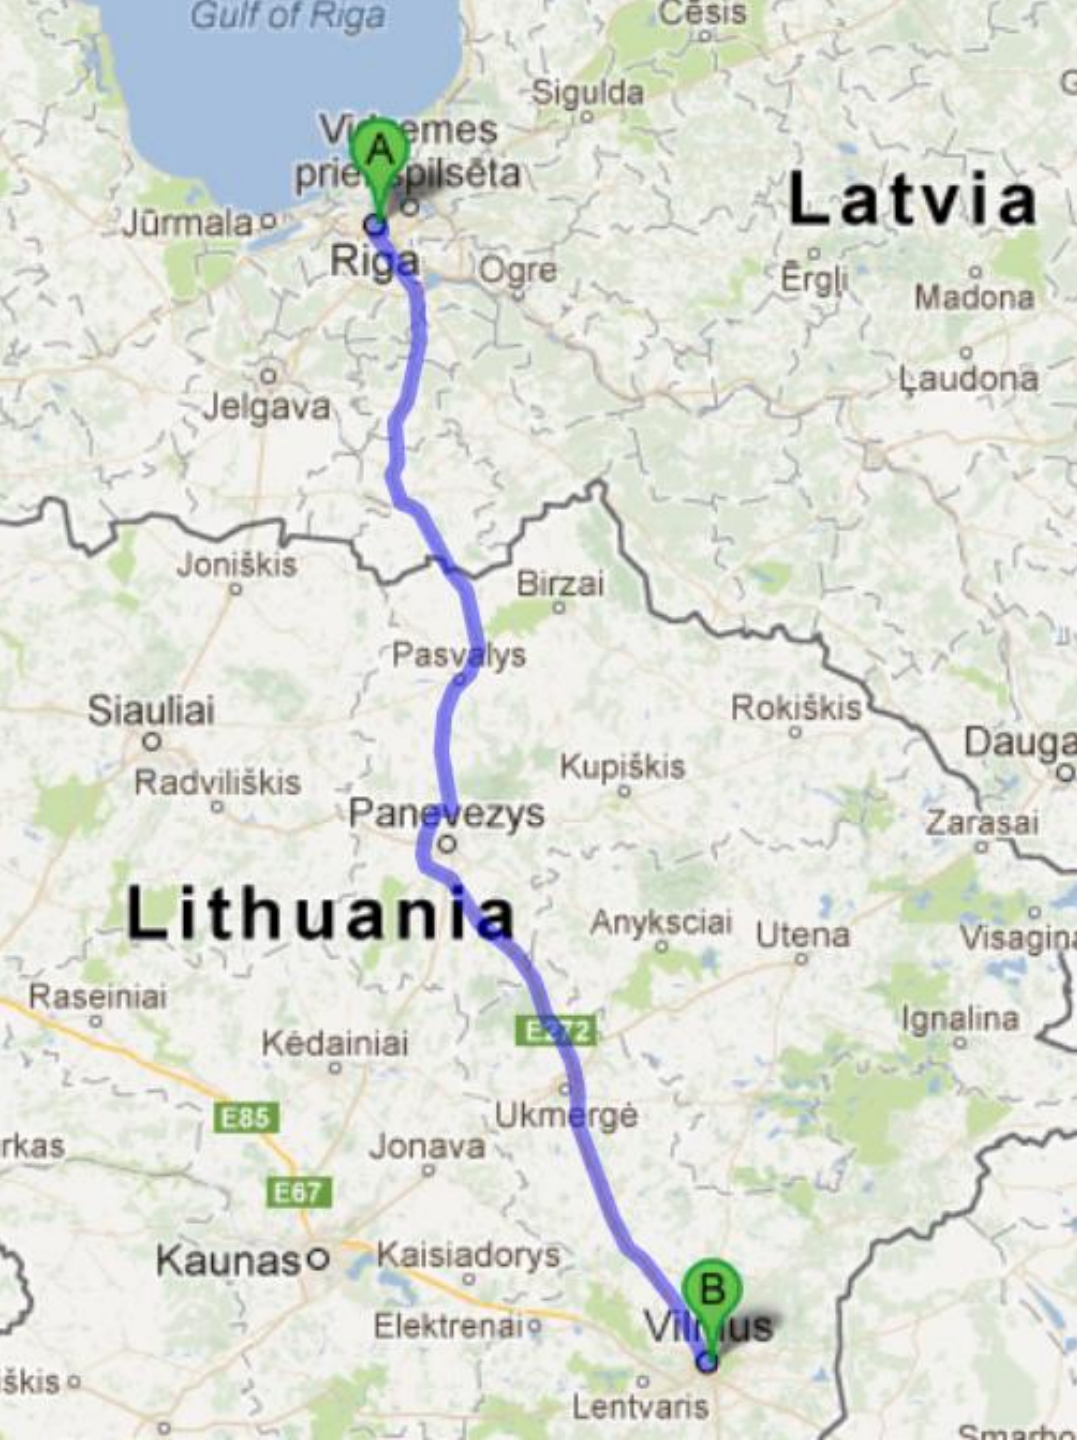 Gulf of Riga
Cēsis
Sigulda
A
Latvia
Jūrmala
Riga
Ogre
Ērgļi
Madona
Ļaudona
Jelgava
Joniškis
Birzai
Pasvalys
Siauliai
Rokiškis
Radviliškis
Kupiškis
Panevezys
Zarasai
Lithuania
Anyksciai
Utena
Raseiniai
Ignalina
E272
Kėdainiai
Ukmergė
E85
Jonava
E67
Kaunas
Kaisiadorys
B
Vilnius
Elektrenai
Lentvaris